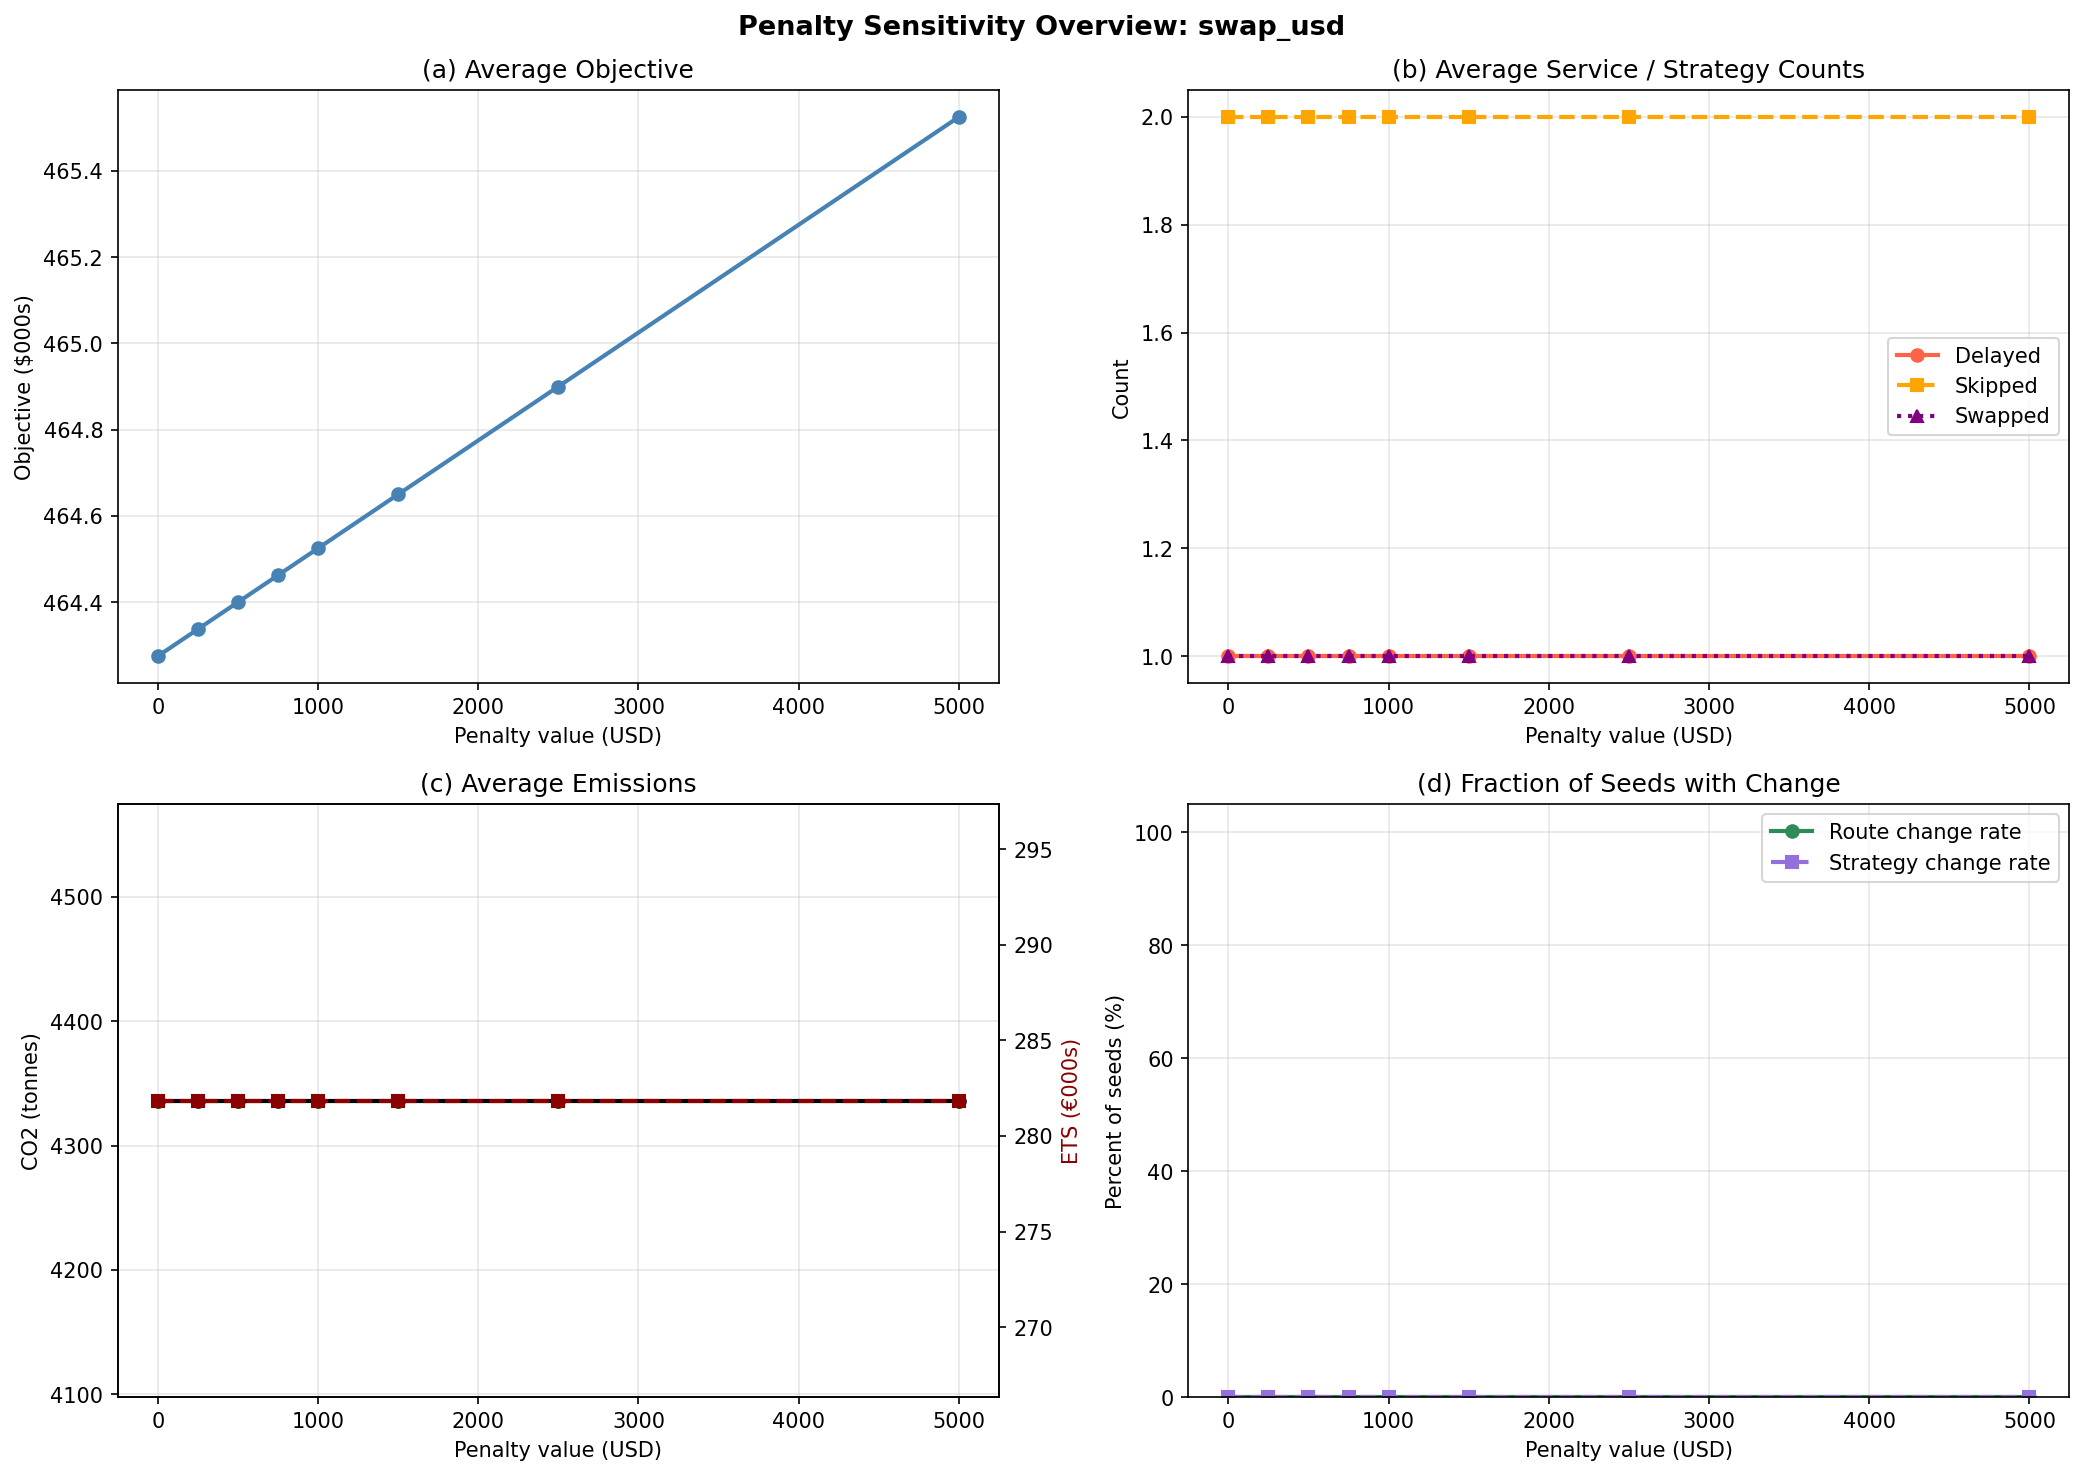 Penalty Sensitivity Overview: swap_usd
(a) Average Objective
Objective ($000s)
465.4
465.2
465.0
464.8
464.6
464.4
0 1000 2000 3000 4000 5000
Penalty value (USD)
(b) Average Service / Strategy Counts
Count
2.0
1.8
1.6
1.4
1.2
1.0
Delayed
Skipped
Swapped
0 1000 2000 3000 4000 5000
Penalty value (USD)
(c) Average Emissions
CO2 (tonnes)
4500
4400
4300
4200
4100
295
290
285
280
275
270
ETS (€000s)
0 1000 2000 3000 4000 5000
Penalty value (USD)
(d) Fraction of Seeds with Change
Percent of seeds (%)
100
80
60
40
20
0
Route change rate
Strategy change rate
0 1000 2000 3000 4000 5000
Penalty value (USD)